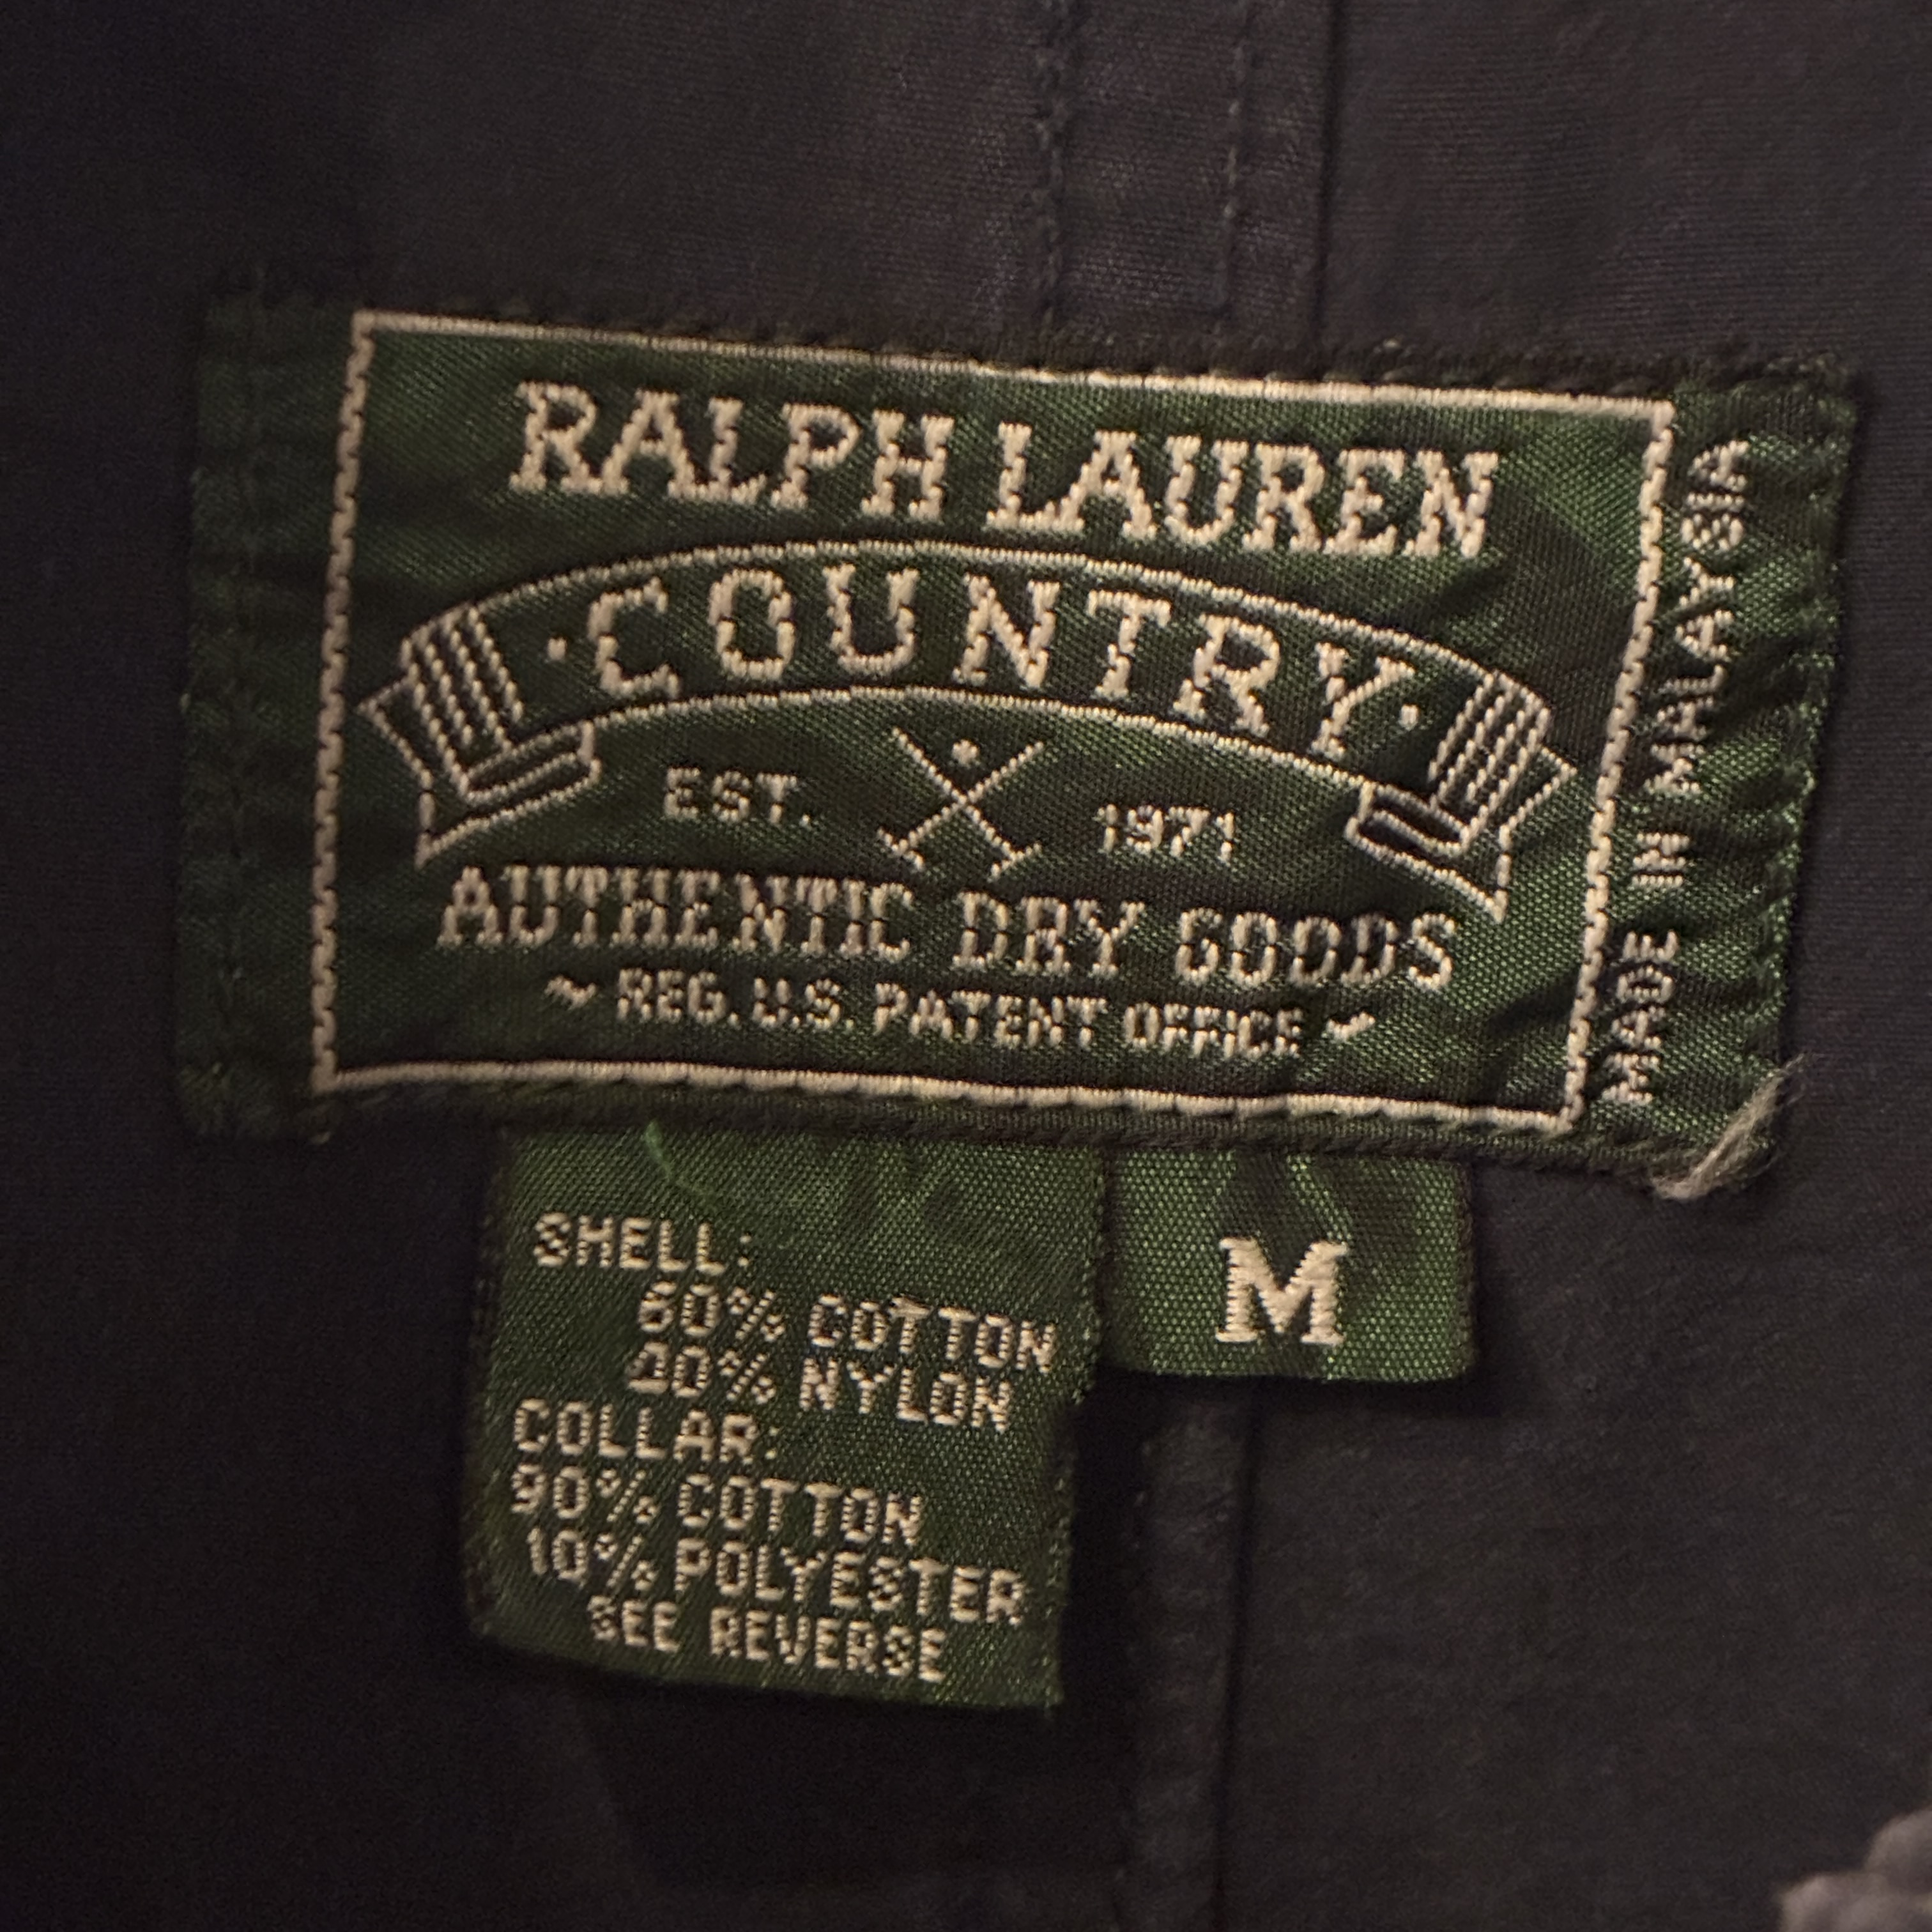 RALPH LAUREN
·COUNTRY·
EST. 1971
AUTHENTIC DRY GOODS
~ REG. U.S. PATENT OFFICE ~
MADE IN MALAYSIA
SHELL:
60% COTTON
40% NYLON
COLLAR:
90% COTTON
10% POLYESTER
SEE REVERSE
M